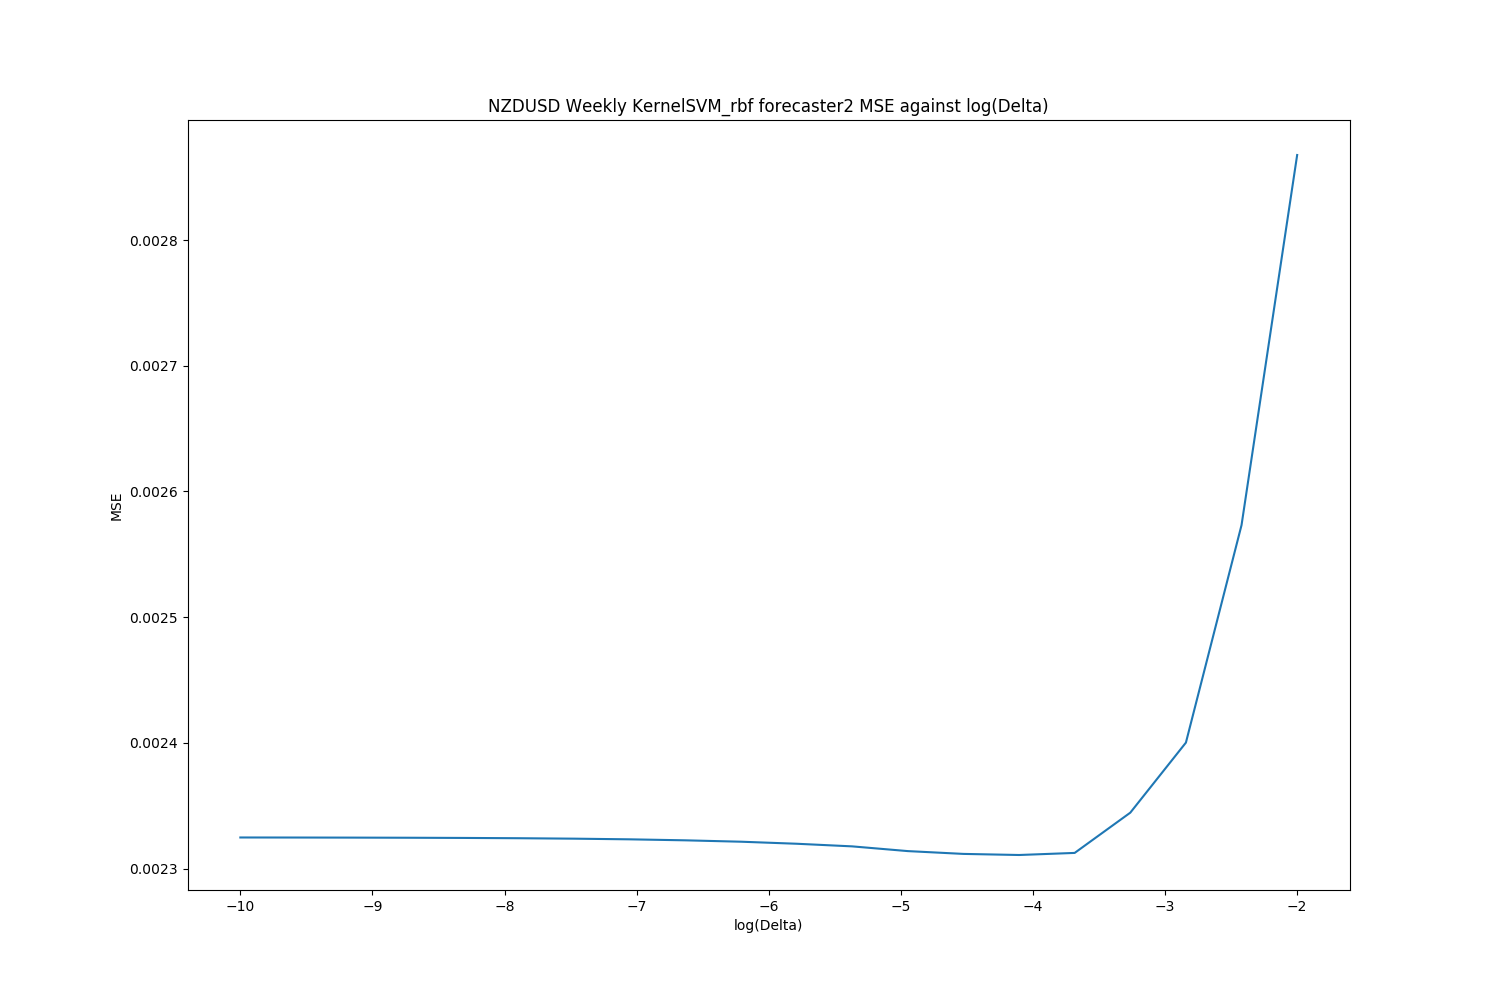 NZDUSD Weekly KernelSVM_rbf forecaster2 MSE against log(Delta)
0.0028
0.0027
0.0026
0.0025
0.0024
0.0023
MSE
−10 −9 −8 −7 −6 −5 −4 −3 −2
log(Delta)